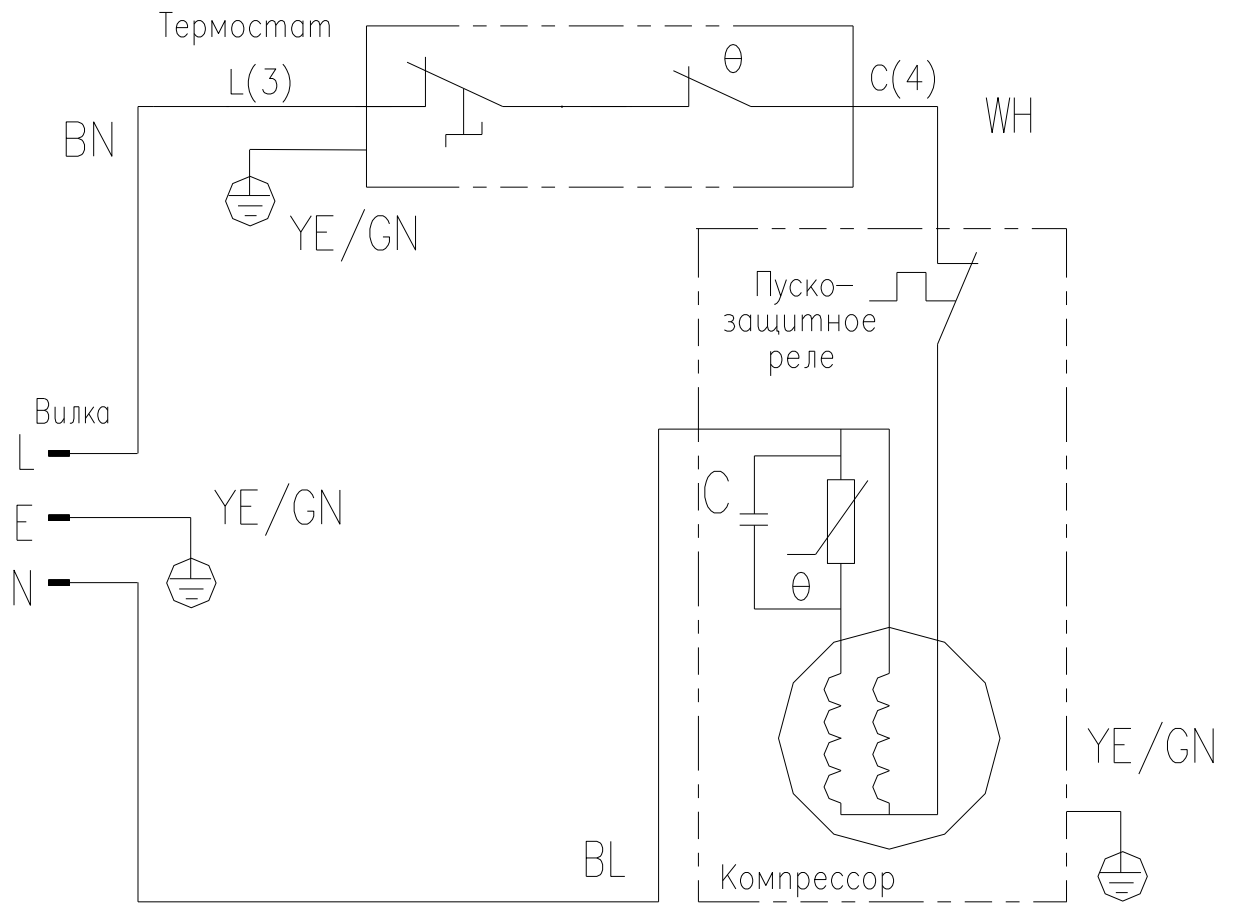 Термостат
L(3)
θ
C(4)
BN
WH
YE/GN
Пуско-
защитное
реле
Вилка
L
C
E
YE/GN
N
θ
YE/GN
BL
Компрессор